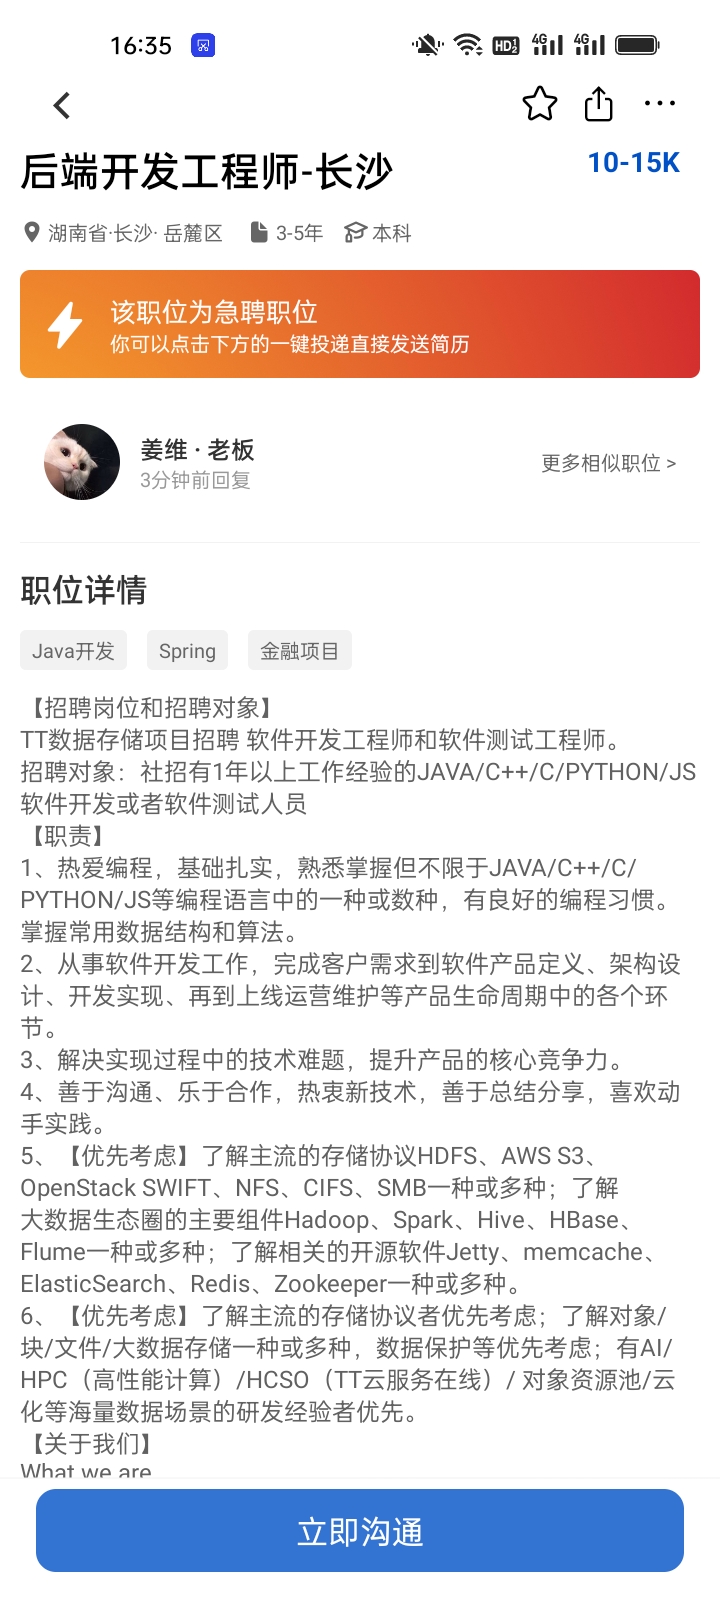 16:35
HD 1 2 4G 4G
后端开发工程师-长沙
10-15K
湖南省·长沙· 岳麓区 3-5年 本科
该职位为急聘职位
你可以点击下方的一键投递直接发送简历
姜维 · 老板
3分钟前回复
更多相似职位 >
职位详情
Java开发 Spring 金融项目
【招聘岗位和招聘对象】
TT数据存储项目招聘 软件开发工程师和软件测试工程师。
招聘对象：社招有1年以上工作经验的JAVA/C++/C/PYTHON/JS
软件开发或者软件测试人员
【职责】
1、热爱编程，基础扎实，熟悉掌握但不限于JAVA/C++/C/
PYTHON/JS等编程语言中的一种或数种，有良好的编程习惯。
掌握常用数据结构和算法。
2、从事软件开发工作，完成客户需求到软件产品定义、架构设
计、开发实现、再到上线运营维护等产品生命周期中的各个环
节。
3、解决实现过程中的技术难题，提升产品的核心竞争力。
4、善于沟通、乐于合作，热衷新技术，善于总结分享，喜欢动
手实践。
5、【优先考虑】了解主流的存储协议HDFS、AWS S3、
OpenStack SWIFT、NFS、CIFS、SMB一种或多种；了解
大数据生态圈的主要组件Hadoop、Spark、Hive、HBase、
Flume一种或多种；了解相关的开源软件Jetty、memcache、
ElasticSearch、Redis、Zookeeper一种或多种。
6、【优先考虑】了解主流的存储协议者优先考虑；了解对象/
块/文件/大数据存储一种或多种，数据保护等优先考虑；有AI/
HPC（高性能计算）/HCSO（TT云服务在线）/ 对象资源池/云
化等海量数据场景的研发经验者优先。
【关于我们】
What we are
立即沟通